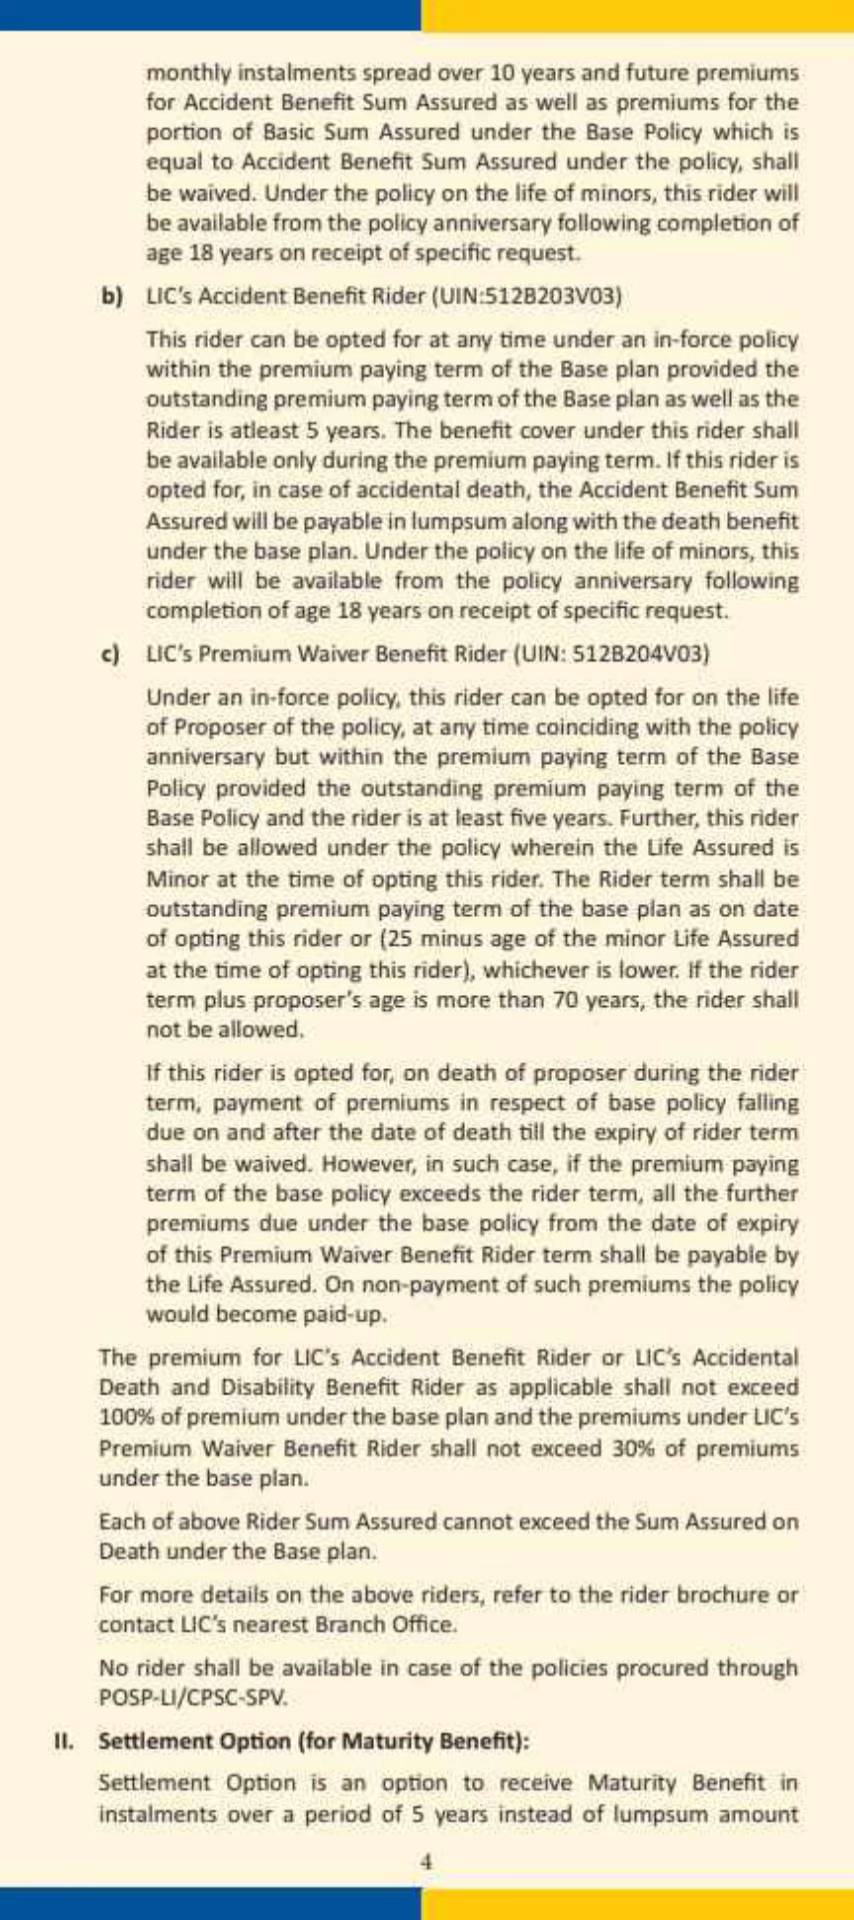 monthly instalments spread over 10 years and future premiums
for Accident Benefit Sum Assured as well as premiums for the
portion of Basic Sum Assured under the Base Policy which is
equal to Accident Benefit Sum Assured under the policy, shall
be waived. Under the policy on the life of minors, this rider will
be available from the policy anniversary following completion of
age 18 years on receipt of specific request.
b) LIC's Accident Benefit Rider (UIN:512B203V03)
This rider can be opted for at any time under an in-force policy
within the premium paying term of the Base plan provided the
outstanding premium paying term of the Base plan as well as the
Rider is atleast 5 years. The benefit cover under this rider shall
be available only during the premium paying term. If this rider is
opted for, in case of accidental death, the Accident Benefit Sum
Assured will be payable in lumpsum along with the death benefit
under the base plan. Under the policy on the life of minors, this
rider will be available from the policy anniversary following
completion of age 18 years on receipt of specific request.
c) LIC's Premium Waiver Benefit Rider (UIN: 512B204V03)
Under an in-force policy, this rider can be opted for on the life
of Proposer of the policy, at any time coinciding with the policy
anniversary but within the premium paying term of the Base
Policy provided the outstanding premium paying term of the
Base Policy and the rider is at least five years. Further, this rider
shall be allowed under the policy wherein the Life Assured is
Minor at the time of opting this rider. The Rider term shall be
outstanding premium paying term of the base plan as on date
of opting this rider or (25 minus age of the minor Life Assured
at the time of opting this rider), whichever is lower. If the rider
term plus proposer's age is more than 70 years, the rider shall
not be allowed.
If this rider is opted for, on death of proposer during the rider
term, payment of premiums in respect of base policy falling
due on and after the date of death till the expiry of rider term
shall be waived. However, in such case, if the premium paying
term of the base policy exceeds the rider term, all the further
premiums due under the base policy from the date of expiry
of this Premium Waiver Benefit Rider term shall be payable by
the Life Assured. On non-payment of such premiums the policy
would become paid-up.
The premium for LIC's Accident Benefit Rider or LIC's Accidental
Death and Disability Benefit Rider as applicable shall not exceed
100% of premium under the base plan and the premiums under LIC's
Premium Waiver Benefit Rider shall not exceed 30% of premiums
under the base plan.
Each of above Rider Sum Assured cannot exceed the Sum Assured on
Death under the Base plan.
For more details on the above riders, refer to the rider brochure or
contact LIC's nearest Branch Office.
No rider shall be available in case of the policies procured through
POSP-LI/CPSC-SPV.
II. Settlement Option (for Maturity Benefit):
Settlement Option is an option to receive Maturity Benefit in
instalments over a period of 5 years instead of lumpsum amount
4